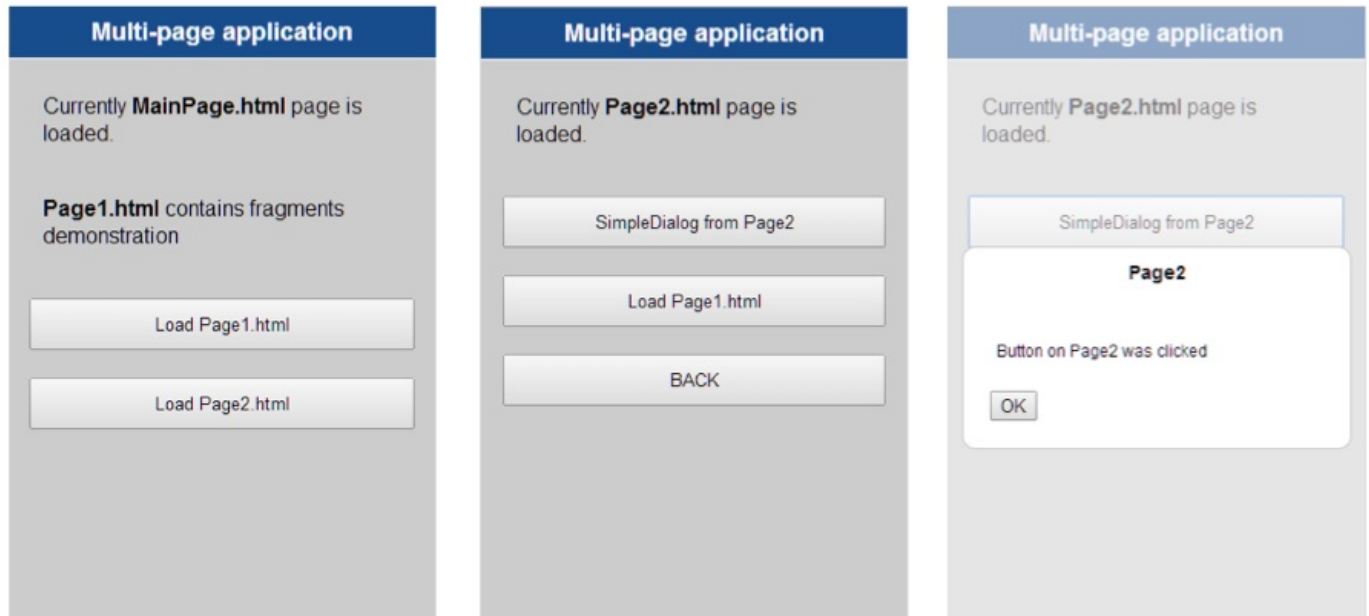 Multi-page application
Currently MainPage.html page is
loaded.
Page1.html contains fragments
demonstration
Load Page1.html
Load Page2.html
Multi-page application
Currently Page2.html page is
loaded.
SimpleDialog from Page2
Load Page1.html
BACK
Multi-page application
Currently Page2.html page is
loaded.
SimpleDialog from Page2
Page2
Button on Page2 was clicked
OK